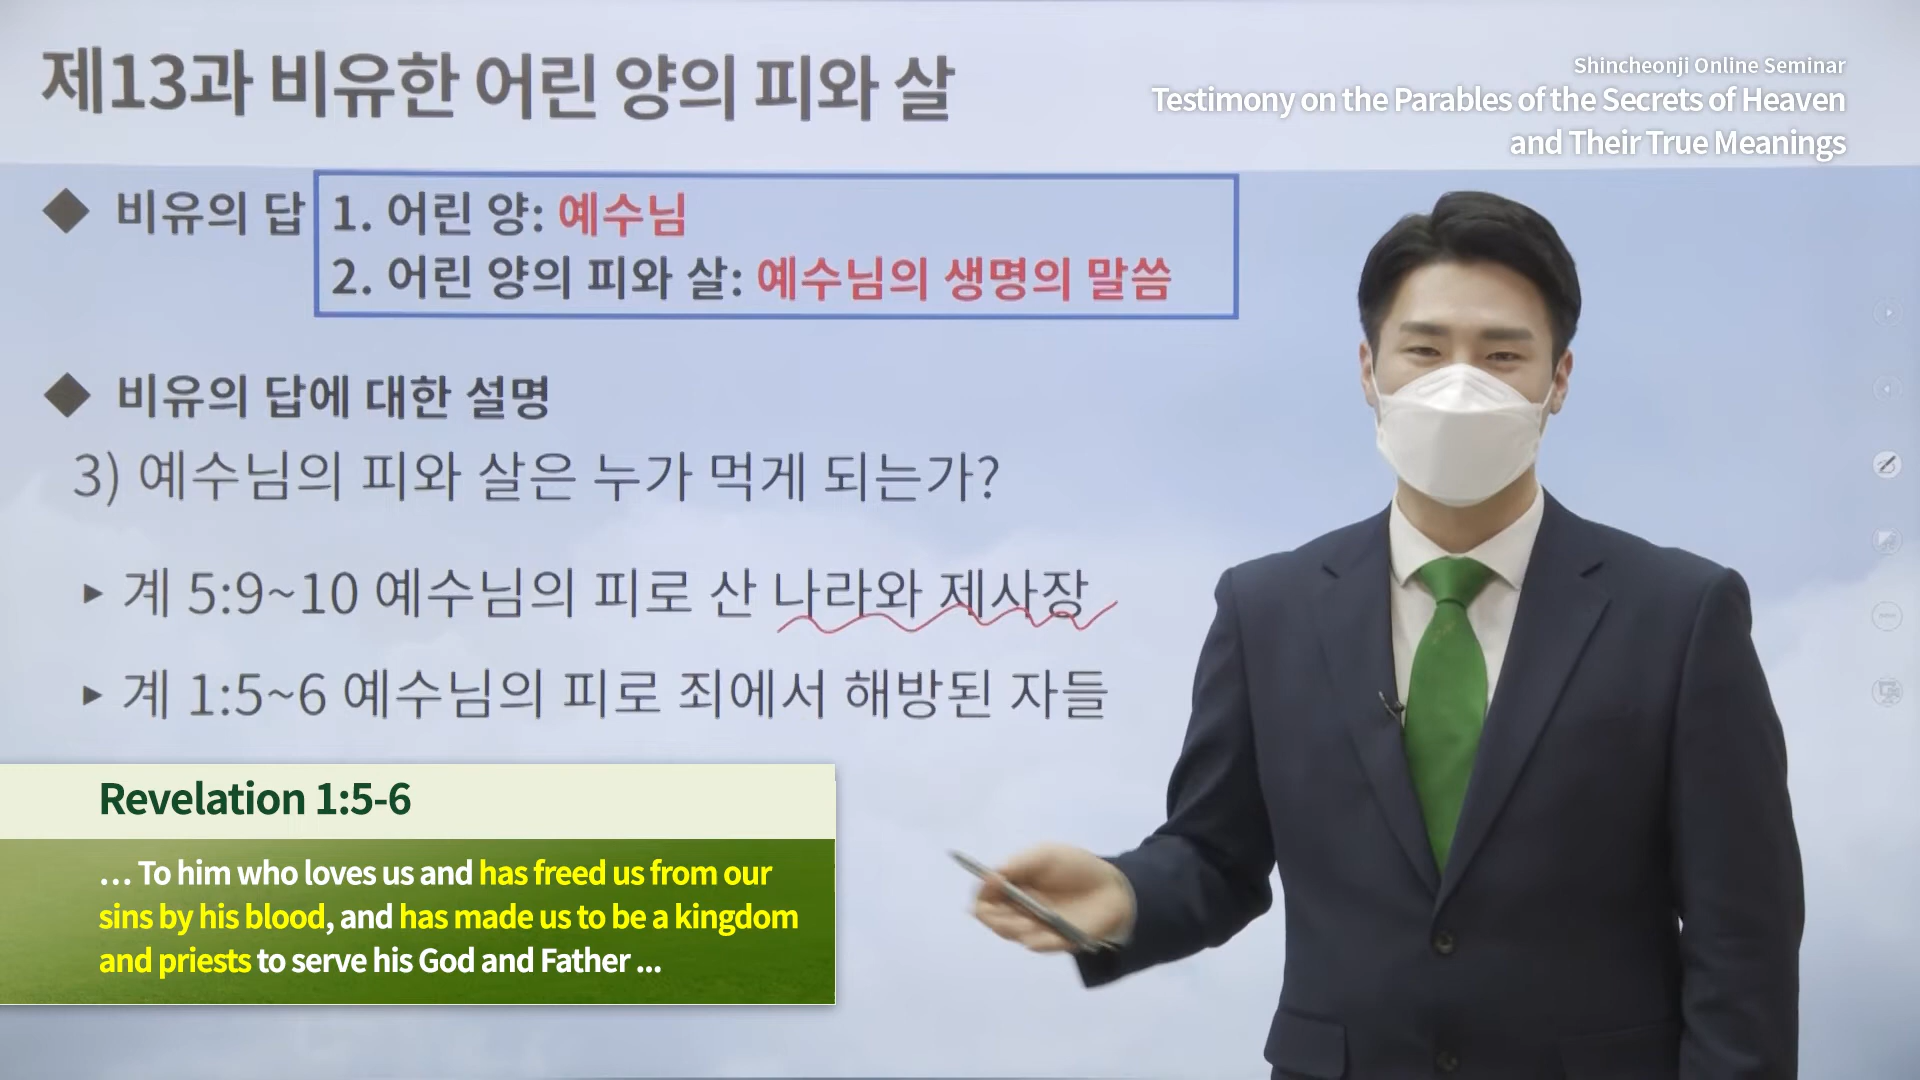 제13과 비유한 어린 양의 피와 살
Shincheonji Online Seminar
Testimony on the Parables of the Secrets of Heaven
and Their True Meanings
◆ 비유의 답
1. 어린 양: 예수님
2. 어린 양의 피와 살: 예수님의 생명의 말씀
◆ 비유의 답에 대한 설명
3) 예수님의 피와 살은 누가 먹게 되는가?
▸ 계 5:9~10 예수님의 피로 산 나라와 제사장
▸ 계 1:5~6 예수님의 피로 죄에서 해방된 자들
Revelation 1:5-6
… To him who loves us and has freed us from our
sins by his blood, and has made us to be a kingdom
and priests to serve his God and Father ...